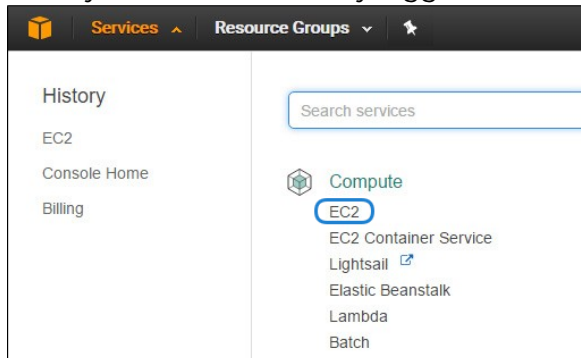 Services
Resource Groups
History
EC2
Console Home
Billing
Search services
Compute
EC2
EC2 Container Service
Lightsail
Elastic Beanstalk
Lambda
Batch